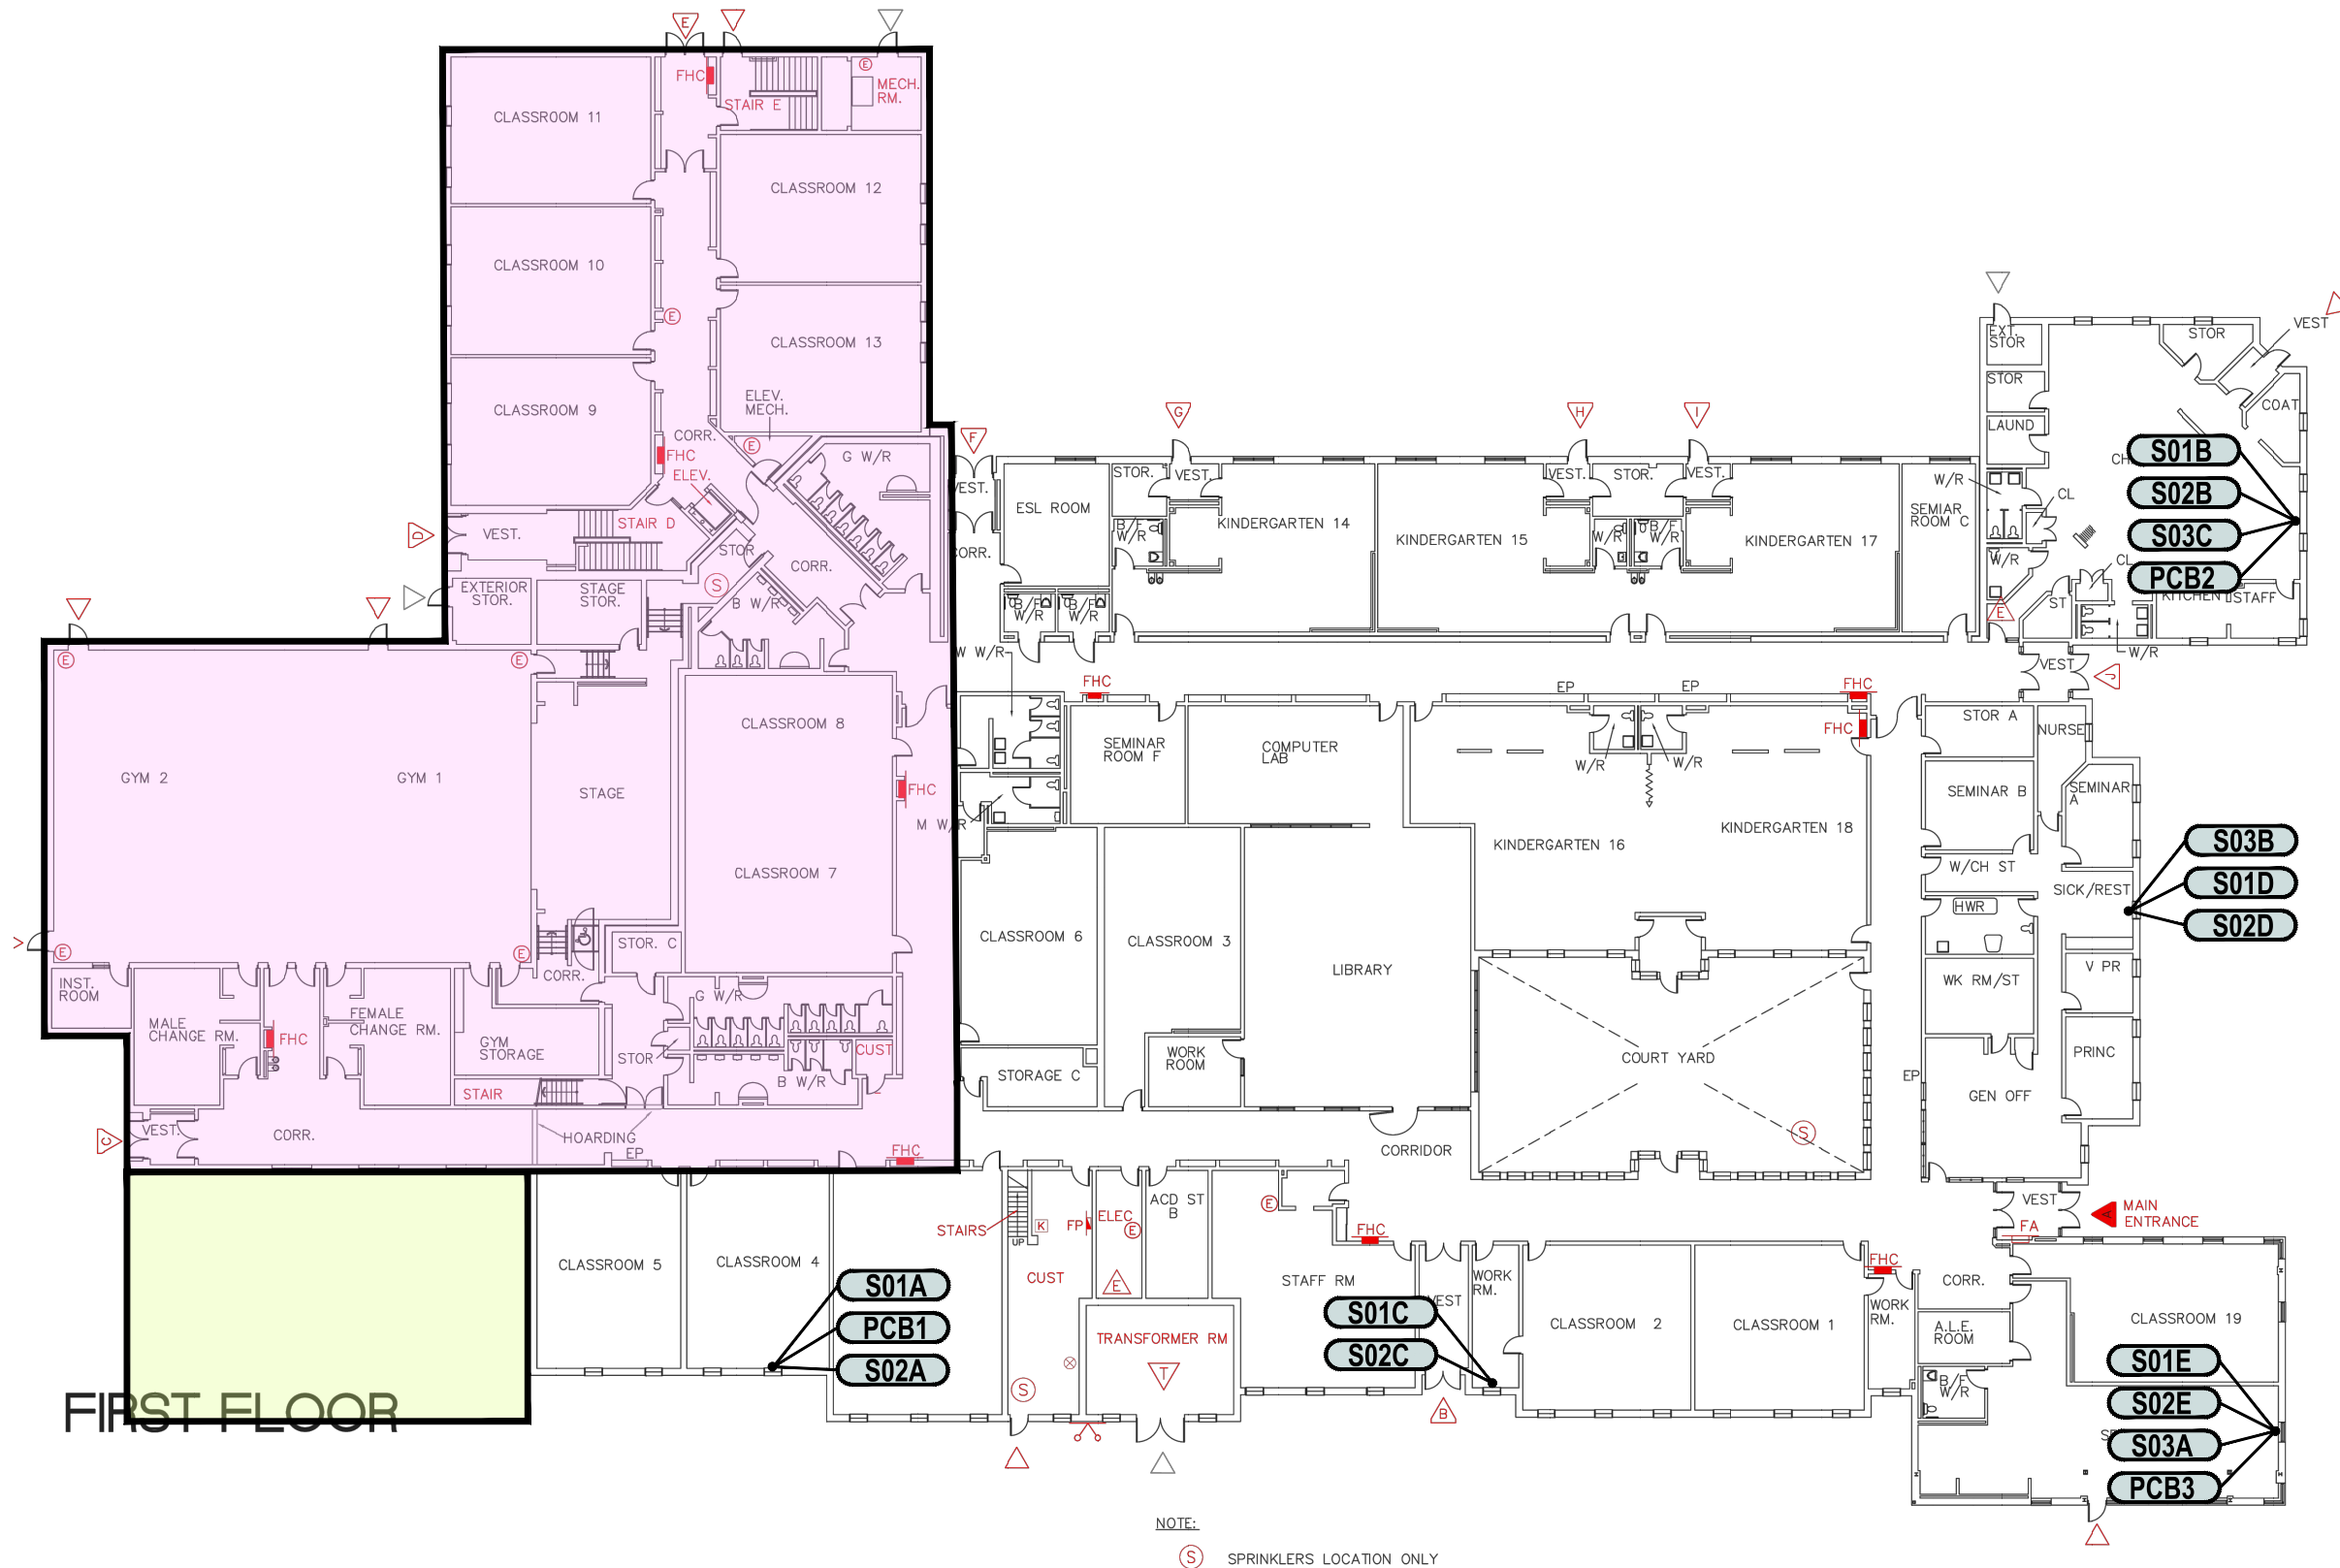 E
FHC
STAIR E
E
MECH.
RM.
CLASSROOM 11
CLASSROOM 12
CLASSROOM 10
E
CLASSROOM 13
CLASSROOM 9
ELEV.
MECH.
CORR.
E
FHC
ELEV.
G W/R
D
VEST.
STAIR D
STOR
CORR.
EXTERIOR
STOR.
STAGE
STOR.
S
B W/R
E
E
GYM 2
GYM 1
STAGE
CLASSROOM 8
FHC
CLASSROOM 7
E
E
INST.
ROOM
MALE
CHANGE RM.
FHC
FEMALE
CHANGE RM.
CORR.
STOR. C
GYM
STORAGE
G W/R
STOR
CUST
B W/R
STAIR
C
VEST.
CORR.
HOARDING
EP
FHC
F
VEST.
CORR.
ESL ROOM
G
STOR.
VEST.
B/F
W/R
KINDERGARTEN 14
B/F
W/R
B/F
W/R
KINDERGARTEN 15
H
VEST.
STOR.
I
VEST.
W/R
B/F
W/R
KINDERGARTEN 17
SEMIAR
ROOM C
EXT.
STOR
STOR
VEST
STOR
LAUND
COAT
CH
W/R
CL
W/R
CL
ST
E
KITCHEN
STAFF
W/R
S01B
S02B
S03C
PCB2
VEST
J
W W/R
M W/R
FHC
SEMINAR
ROOM F
COMPUTER
LAB
EP
EP
FHC
FHC
W/R
W/R
KINDERGARTEN 16
KINDERGARTEN 18
STOR A
NURSE
SEMINAR B
SEMINAR
A
W/CH ST
SICK/REST
HWR
S03B
S01D
S02D
WK RM/ST
V PR
PRINC
GEN OFF
EP
CLASSROOM 6
CLASSROOM 3
LIBRARY
WORK
ROOM
STORAGE C
COURT YARD
S
CORRIDOR
VEST
A
MAIN
ENTRANCE
FA
CLASSROOM 5
CLASSROOM 4
S01A
PCB1
S02A
STAIRS
UP
K
FP
CUST
ELEC
E
E
ACD ST
B
E
STAFF RM
FHC
TRANSFORMER RM
T
S
VEST
B
WORK
RM.
S01C
S02C
CLASSROOM 2
CLASSROOM 1
FHC
WORK
RM.
CORR.
A.L.E.
ROOM
B/F
W/R
CLASSROOM 19
S01E
S02E
S03A
PCB3
FIRST FLOOR
NOTE:
S SPRINKLERS LOCATION ONLY